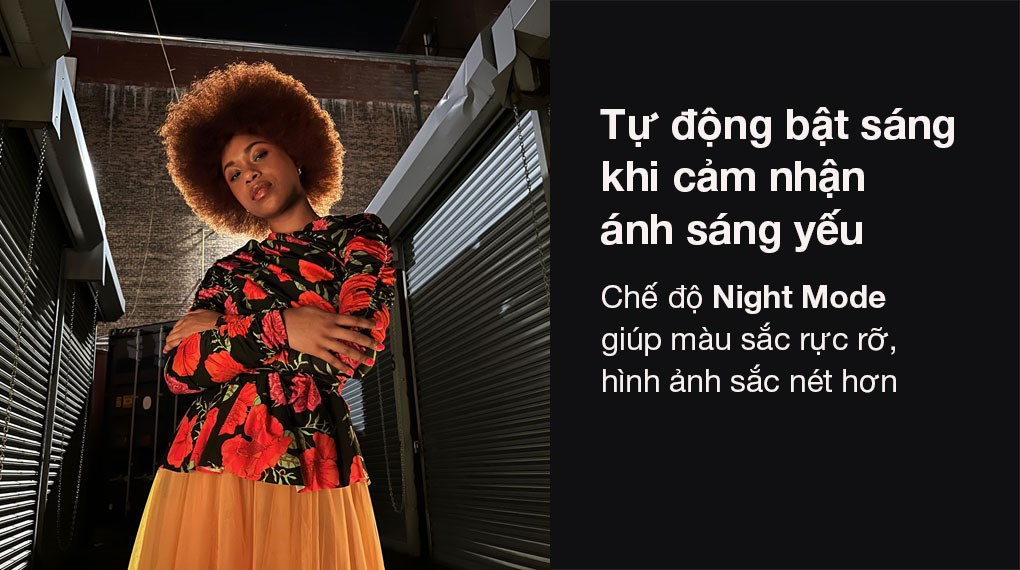 Tự động bật sáng
khi cảm nhận
ánh sáng yếu
Chế độ Night Mode
giúp màu sắc rực rỡ,
hình ảnh sắc nét hơn